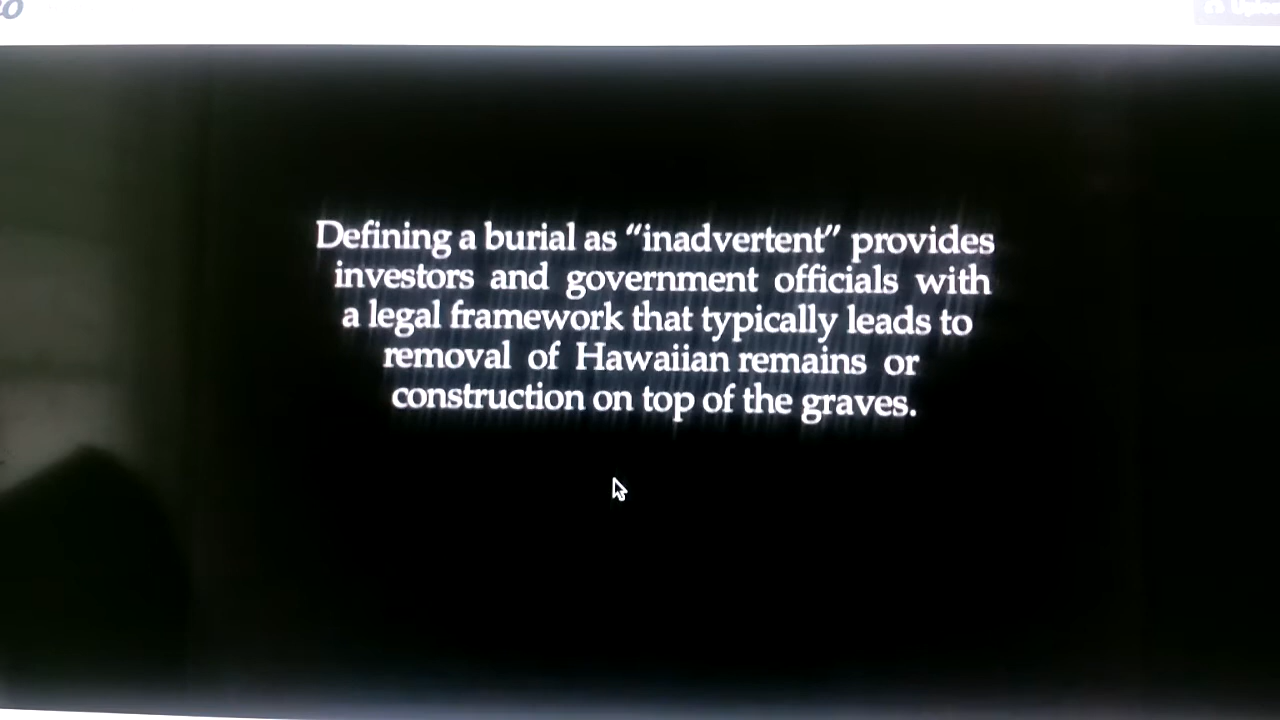 Defining a burial as “inadvertent” provides
investors and government officials with
a legal framework that typically leads to
removal of Hawaiian remains or
construction on top of the graves.